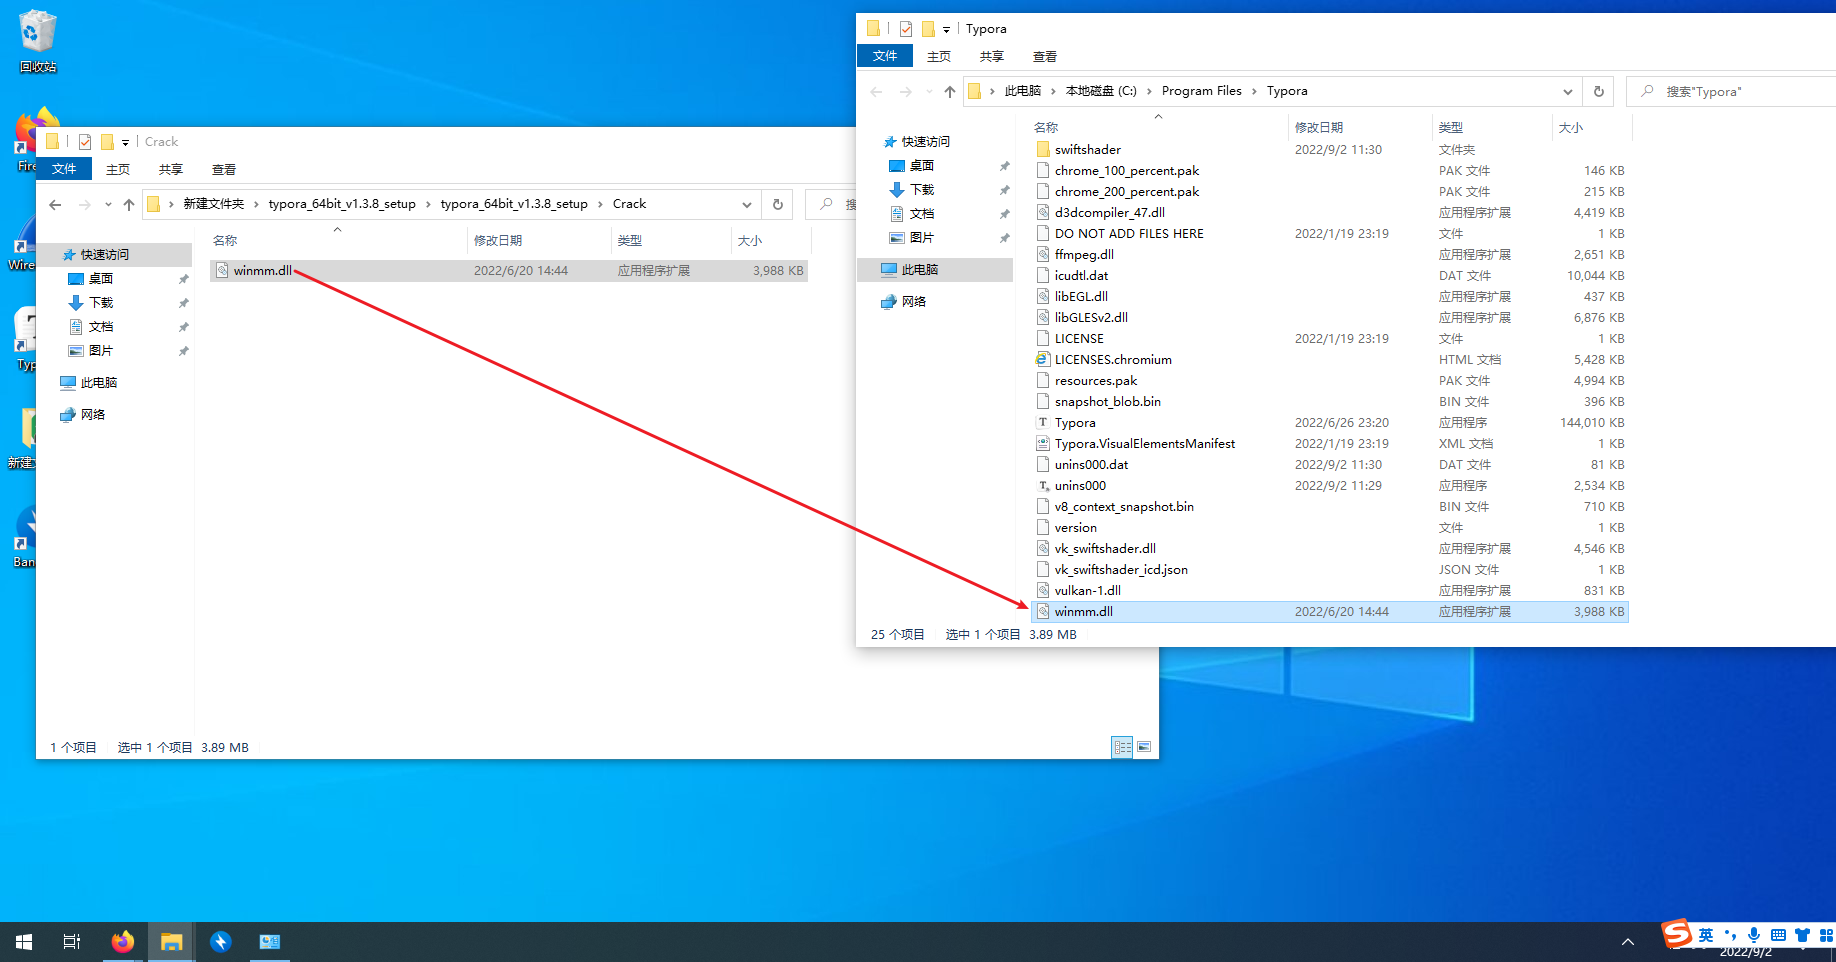 回收站
Fire
Wire
Typ
新建
Ban
Crack
文件 主页 共享 查看
新建文件夹 › typora_64bit_v1.3.8_setup › typora_64bit_v1.3.8_setup › Crack
名称 修改日期 类型 大小
快速访问
桌面
下载
文档
图片
此电脑
网络
winmm.dll 2022/6/20 14:44 应用程序扩展 3,988 KB
1 个项目 选中 1 个项目 3.89 MB
Typora
文件 主页 共享 查看
此电脑 › 本地磁盘 (C:) › Program Files › Typora
搜索"Typora"
快速访问
桌面
下载
文档
图片
此电脑
网络
名称 修改日期 类型 大小
swiftshader 2022/9/2 11:30 文件夹
chrome_100_percent.pak PAK 文件 146 KB
chrome_200_percent.pak PAK 文件 215 KB
d3dcompiler_47.dll 应用程序扩展 4,419 KB
DO NOT ADD FILES HERE 2022/1/19 23:19 文件 1 KB
ffmpeg.dll 应用程序扩展 2,651 KB
icudtl.dat DAT 文件 10,044 KB
libEGL.dll 应用程序扩展 437 KB
libGLESv2.dll 应用程序扩展 6,876 KB
LICENSE 2022/1/19 23:19 文件 1 KB
LICENSES.chromium HTML 文档 5,428 KB
resources.pak PAK 文件 4,994 KB
snapshot_blob.bin BIN 文件 396 KB
Typora 2022/6/26 23:20 应用程序 144,010 KB
Typora.VisualElementsManifest 2022/1/19 23:19 XML 文档 1 KB
unins000.dat 2022/9/2 11:30 DAT 文件 81 KB
unins000 2022/9/2 11:29 应用程序 2,534 KB
v8_context_snapshot.bin BIN 文件 710 KB
version 文件 1 KB
vk_swiftshader.dll 应用程序扩展 4,546 KB
vk_swiftshader_icd.json JSON 文件 1 KB
vulkan-1.dll 应用程序扩展 831 KB
winmm.dll 2022/6/20 14:44 应用程序扩展 3,988 KB
25 个项目 选中 1 个项目 3.89 MB
英
2022/9/2